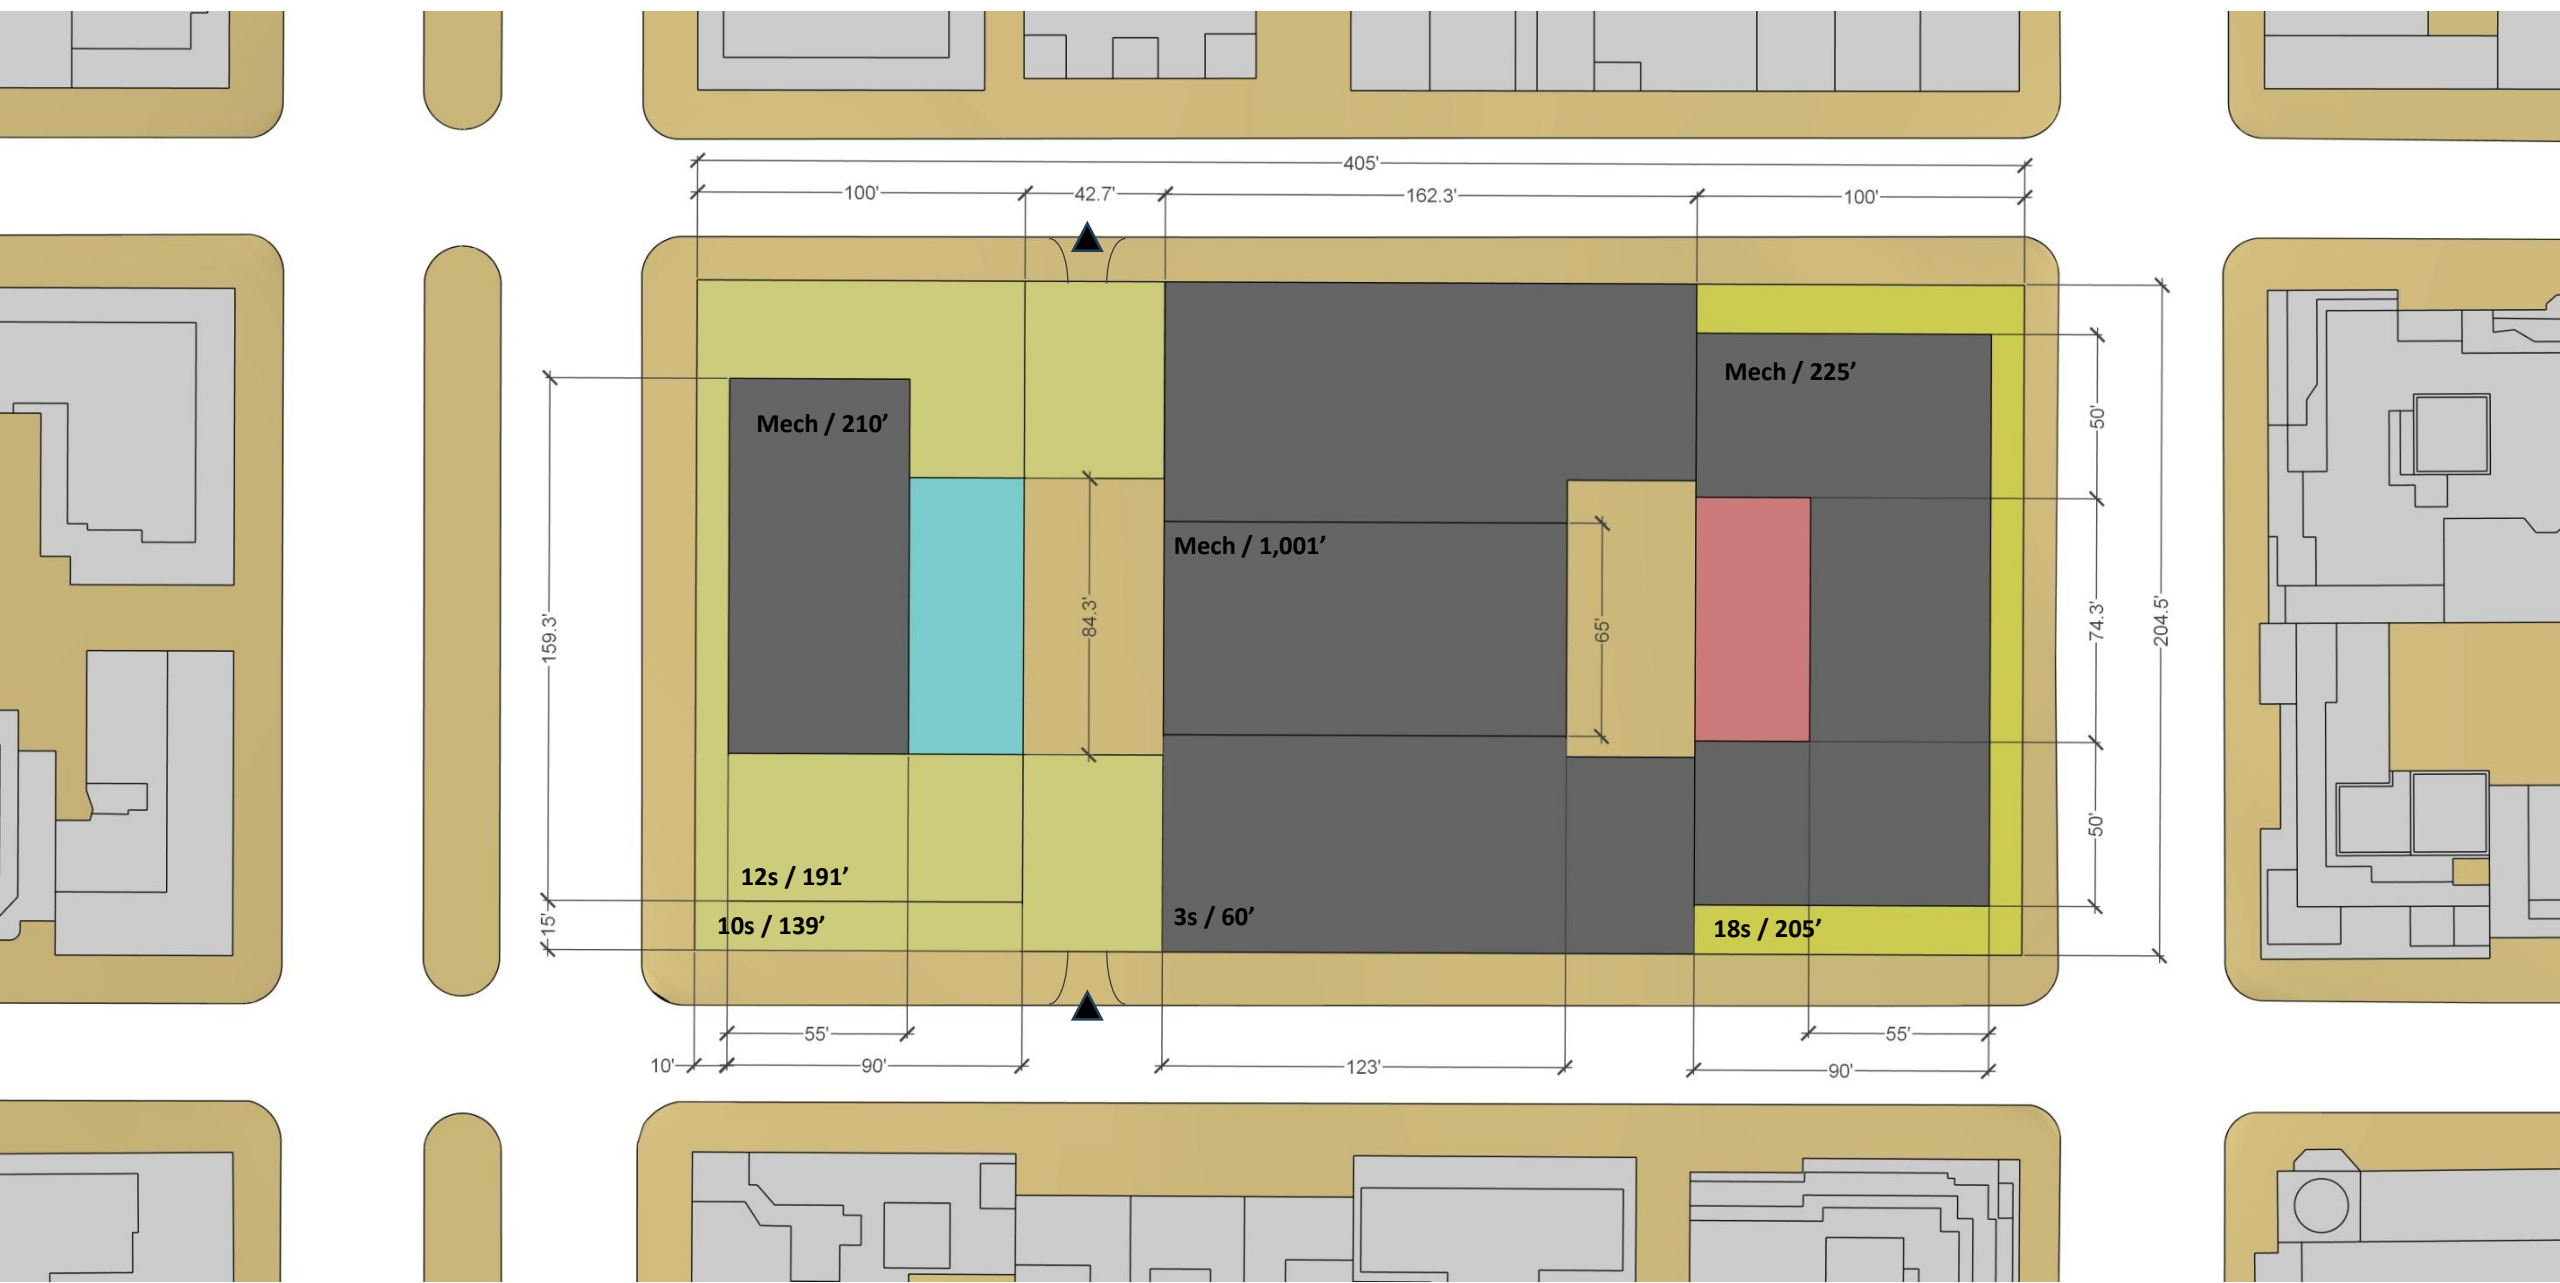 405'
100'
42.7'
162.3'
100'
Mech / 225’
Mech / 210’
50'
Mech / 1,001’
159.3'
84.3'
65'
74.3'
204.5'
50'
12s / 191’
3s / 60’
10s / 139’
18s / 205’
15'
55'
55'
10'
90'
123'
90'